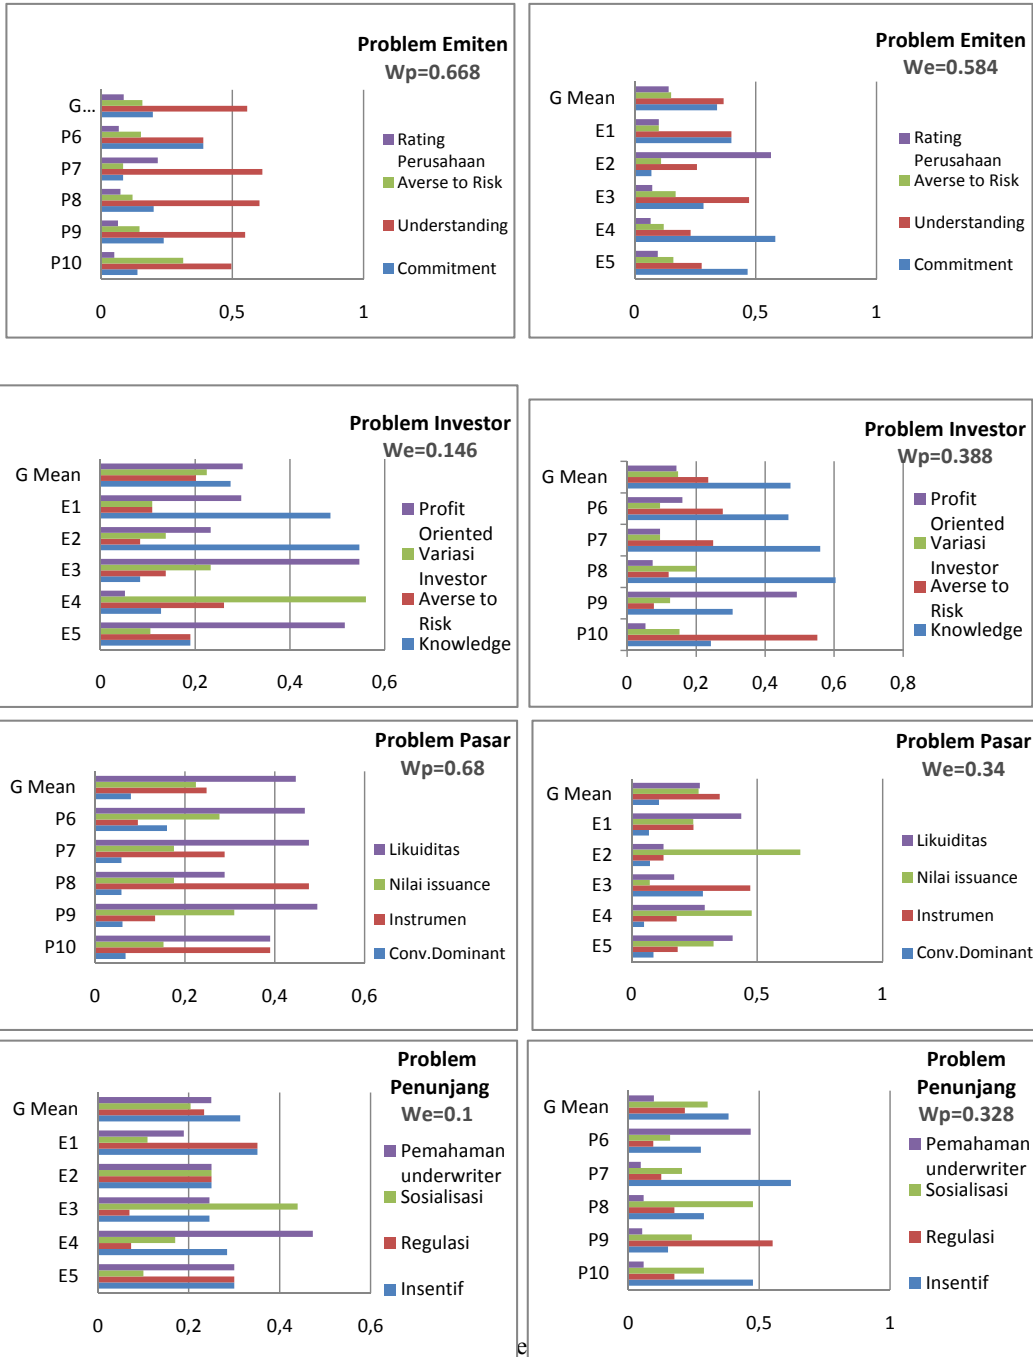 Problem Emiten
Wp=0.668
G...
P6
P7
P8
P9
P10
Rating
Perusahaan
Averse to Risk
Understanding
Commitment
0
0,5
1
Problem Emiten
We=0.584
G Mean
E1
E2
E3
E4
E5
Rating
Perusahaan
Averse to Risk
Understanding
Commitment
0
0,5
1
Problem Investor
We=0.146
G Mean
E1
E2
E3
E4
E5
Profit
Oriented
Variasi
Investor
Averse to
Risk
Knowledge
0
0,2
0,4
0,6
Problem Investor
Wp=0.388
G Mean
P6
P7
P8
P9
P10
Profit
Oriented
Variasi
Investor
Averse to
Risk
Knowledge
0
0,2
0,4
0,6
0,8
Problem Pasar
Wp=0.68
G Mean
P6
P7
P8
P9
P10
Likuiditas
Nilai issuance
Instrumen
Conv.Dominant
0
0,2
0,4
0,6
Problem Pasar
We=0.34
G Mean
E1
E2
E3
E4
E5
Likuiditas
Nilai issuance
Instrumen
Conv.Dominant
0
0,5
1
Problem
Penunjang
We=0.1
G Mean
E1
E2
E3
E4
E5
Pemahaman
underwriter
Sosialisasi
Regulasi
Insentif
0
0,2
0,4
0,6
Problem
Penunjang
Wp=0.328
G Mean
P6
P7
P8
P9
P10
Pemahaman
underwriter
Sosialisasi
Regulasi
Insentif
0
0,5
1
e